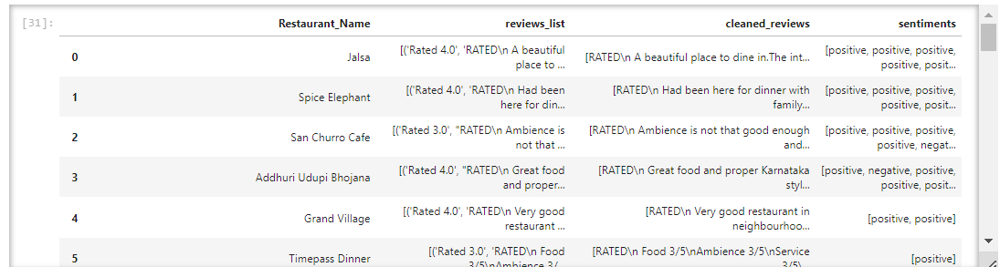 [31]:
Restaurant_Name reviews_list cleaned_reviews sentiments
0 Jalsa [('Rated 4.0', 'RATED\n A beautiful place to ... [RATED\n A beautiful place to dine in.The int... [positive, positive, positive, positive, posit...
1 Spice Elephant [('Rated 4.0', 'RATED\n Had been here for din... [RATED\n Had been here for dinner with family... [positive, positive, positive, positive, posit...
2 San Churro Cafe [('Rated 3.0', "RATED\n Ambience is not that ... [RATED\n Ambience is not that good enough and... [positive, positive, positive, positive, negat...
3 Addhuri Udupi Bhojana [('Rated 4.0', "RATED\n Great food and proper... [RATED\n Great food and proper Karnataka styl... [positive, negative, positive, positive, posit...
4 Grand Village [('Rated 4.0', 'RATED\n Very good restaurant ... [RATED\n Very good restaurant in neighbourhoo... [positive, positive]
5 Timepass Dinner [('Rated 3.0', 'RATED\n Food 3/5\nAmbience 3/... [RATED\n Food 3/5\nAmbience 3/5\nService 3/5\... [positive]